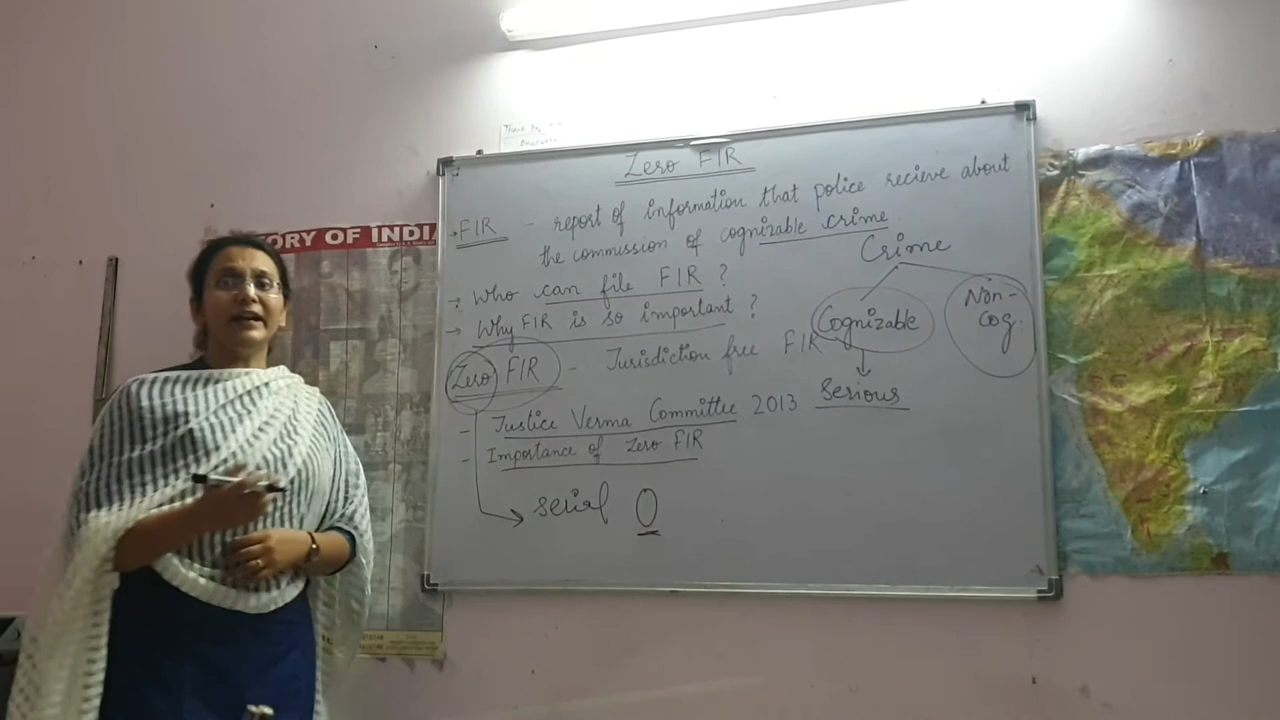 Zero FIR
→ FIR - report of information that police recieve about
the commission of cognizable crime
→ Who can file FIR ?
→ Why FIR is so important ?
Zero FIR - Jurisdiction free FIR
- Justice Verma Committee 2013
- Importance of Zero FIR
serial 0
Crime
Cognizable
Non-
Cog.
Serious
ORY OF INDIA